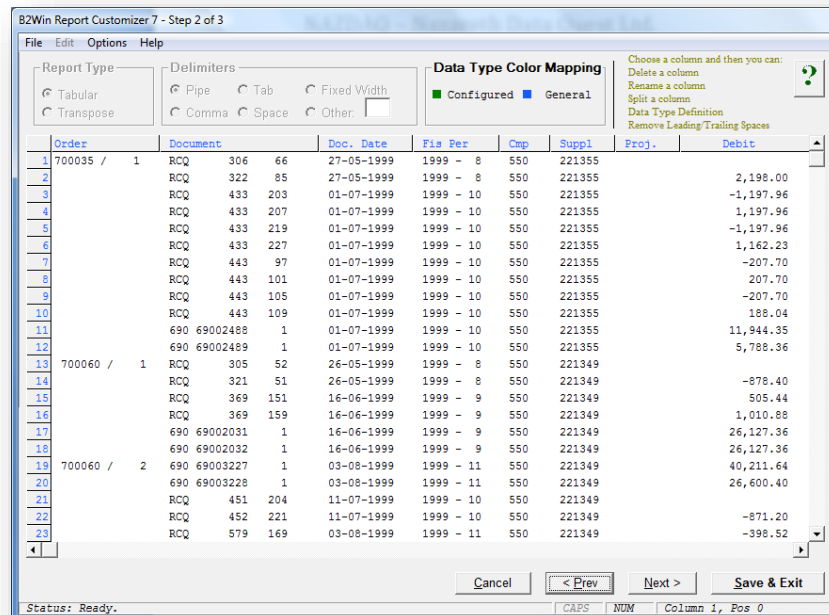 B2Win Report Customizer 7 - Step 2 of 3
File Edit Options Help
Report Type
Tabular
Transpose
Delimiters
Pipe Tab Fixed Width
Comma Space Other:
Data Type Color Mapping
Configured General
Choose a column and then you can:
Delete a column
Rename a column
Split a column
Data Type Definition
Remove Leading/Trailing Spaces
?
Order Document Doc. Date Fis Per Cmp Suppl Proj. Debit
1 700035 / 1 RCQ 306 66 27-05-1999 1999 - 8 550 221355
2 RCQ 322 85 27-05-1999 1999 - 8 550 221355 2,198.00
3 RCQ 433 203 01-07-1999 1999 - 10 550 221355 -1,197.96
4 RCQ 433 207 01-07-1999 1999 - 10 550 221355 1,197.96
5 RCQ 433 219 01-07-1999 1999 - 10 550 221355 -1,197.96
6 RCQ 433 227 01-07-1999 1999 - 10 550 221355 1,162.23
7 RCQ 443 97 01-07-1999 1999 - 10 550 221355 -207.70
8 RCQ 443 101 01-07-1999 1999 - 10 550 221355 207.70
9 RCQ 443 105 01-07-1999 1999 - 10 550 221355 -207.70
10 RCQ 443 109 01-07-1999 1999 - 10 550 221355 188.04
11 690 69002488 1 01-07-1999 1999 - 10 550 221355 11,944.35
12 690 69002489 1 01-07-1999 1999 - 10 550 221355 5,788.36
13 700060 / 1 RCQ 305 52 26-05-1999 1999 - 8 550 221349
14 RCQ 321 51 26-05-1999 1999 - 8 550 221349 -878.40
15 RCQ 369 151 16-06-1999 1999 - 9 550 221349 505.44
16 RCQ 369 159 16-06-1999 1999 - 9 550 221349 1,010.88
17 690 69002031 1 16-06-1999 1999 - 9 550 221349 26,127.36
18 690 69002032 1 16-06-1999 1999 - 9 550 221349 26,127.36
19 700060 / 2 690 69003227 1 03-08-1999 1999 - 11 550 221349 40,211.64
20 690 69003228 1 03-08-1999 1999 - 11 550 221349 26,600.40
21 RCQ 451 204 11-07-1999 1999 - 10 550 221349
22 RCQ 452 221 11-07-1999 1999 - 10 550 221349 -871.20
23 RCQ 579 169 03-08-1999 1999 - 11 550 221349 -398.52
Cancel < Prev Next > Save & Exit
Status: Ready. CAPS NUM Column 1, Pos 0